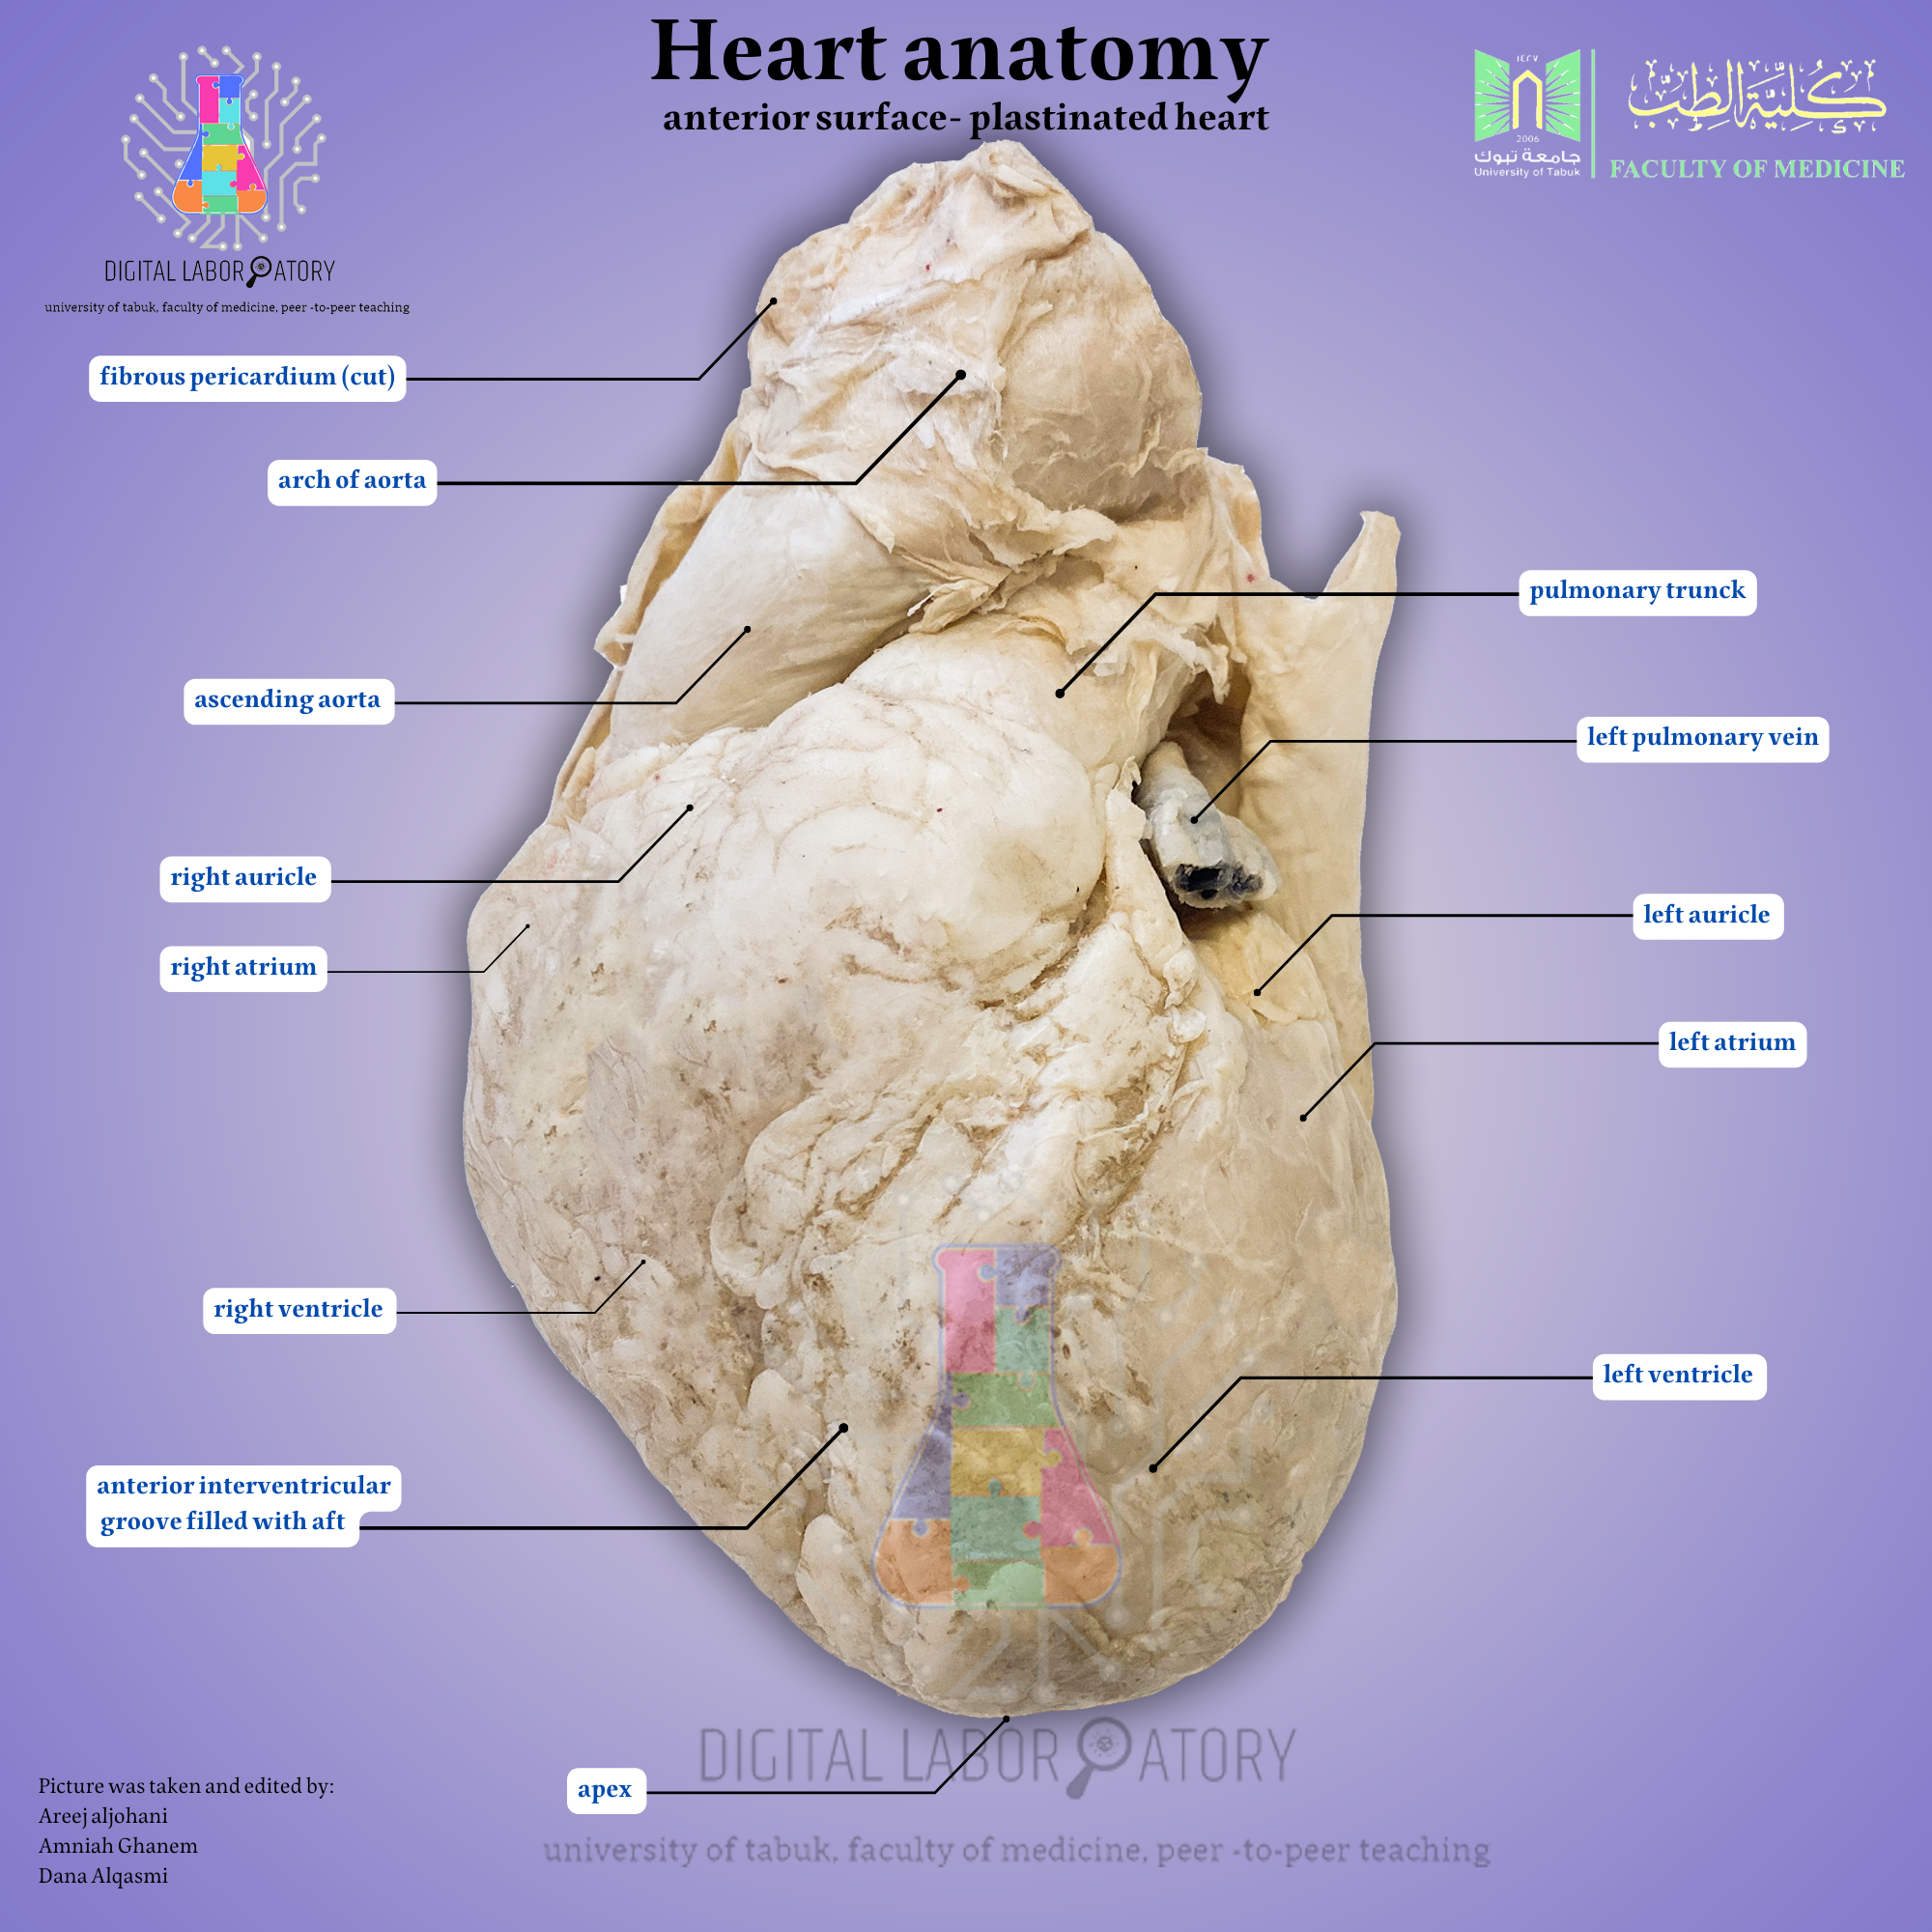 Heart anatomy
anterior surface- plastinated heart
DIGITAL LABORATORY
university of tabuk, faculty of medicine, peer -to-peer teaching
١٤٢٧
2006
جامعة تبوك
University of Tabuk
كلية الطب
FACULTY OF MEDICINE
fibrous pericardium (cut)
arch of aorta
ascending aorta
right auricle
right atrium
right ventricle
anterior interventricular
groove filled with aft
apex
pulmonary trunck
left pulmonary vein
left auricle
left atrium
left ventricle
DIGITAL LABORATORY
university of tabuk, faculty of medicine, peer -to-peer teaching
Picture was taken and edited by:
Areej aljohani
Amniah Ghanem
Dana Alqasmi